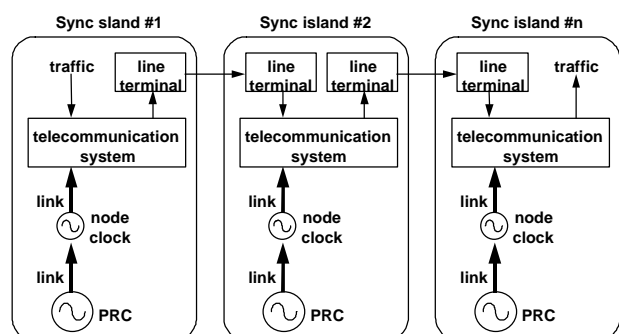 Sync sland #1
Sync island #2
Sync island #n
traffic
line
terminal
line
terminal
line
terminal
line
terminal
traffic
telecommunication
system
telecommunication
system
telecommunication
system
link
node
clock
link
node
clock
link
node
clock
link
PRC
link
PRC
link
PRC